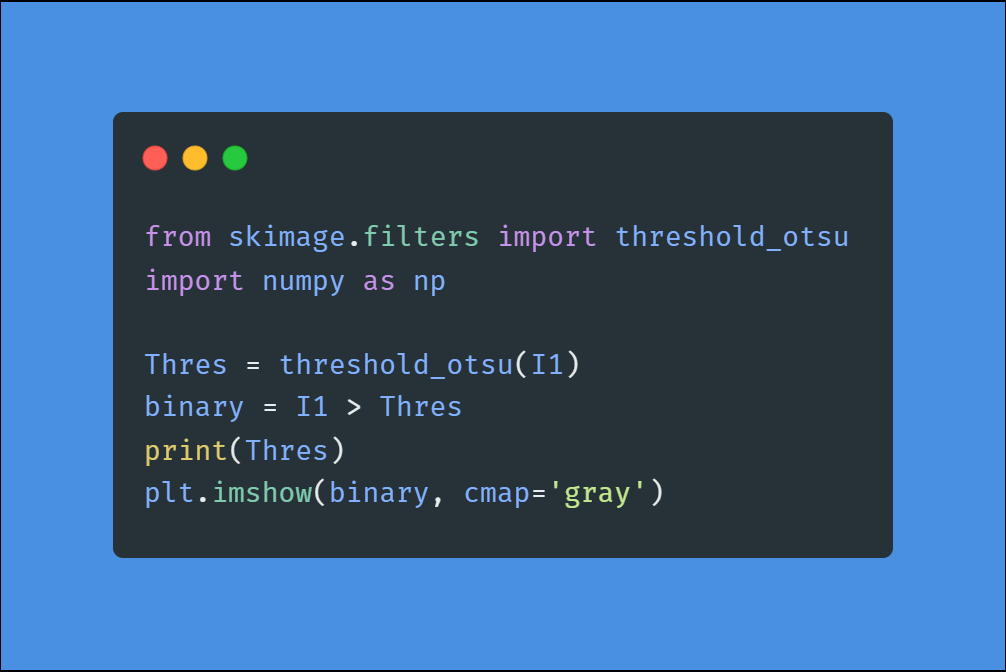 from skimage.filters import threshold_otsu
import numpy as np
Thres = threshold_otsu(I1)
binary = I1 > Thres
print(Thres)
plt.imshow(binary, cmap='gray')